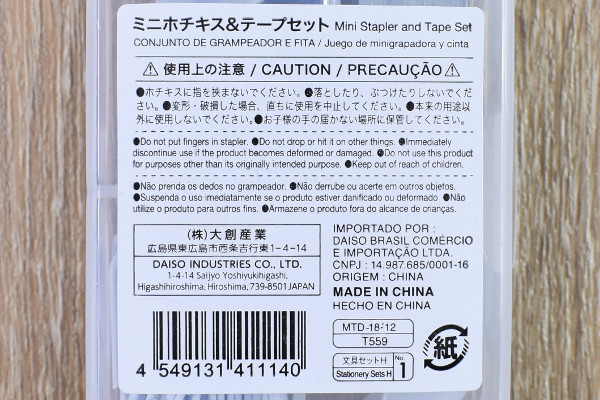 ミニホチキス&テープセット Mini Stapler and Tape Set
CONJUNTO DE GRAMPEADOR E FITA / Juego de minigrapadora y cinta
⚠使用上の注意 / CAUTION / PRECAUÇÃO⚠
●ホチキスに指を挟まないでください。●落としたり、ぶつけたりしないでくだ
さい。●変形・破損した場合、直ちに使用を中止してください。●本来の用途以
外に使用しないでください。●お子様の手の届かない場所に保管してください。
●Do not put fingers in stapler. ●Do not drop or hit it on other things. ●Immediately
discontinue use if the product becomes deformed or damaged. ●Do not use this product
for purposes other than its originally intended purpose. ●Keep out of reach of children.
●Não prenda os dedos no grampeador. ●Não derrube ou acerte em outros objetos.
●Suspenda o uso imediatamente se o produto estiver danificado ou deformado ●Não
utilize o produto para outros fins. ●Armazene o produto fora do alcance de crianças.
(株)大創産業
広島県東広島市西条吉行東1-4-14
DAISO INDUSTRIES CO., LTD.
1-4-14 Saijyo Yoshiyukihigashi,
Higashihiroshima, Hiroshima, 739-8501JAPAN
IMPORTADO POR :
DAISO BRASIL COMÉRCIO
E IMPORTAÇÃO LTDA.
CNPJ : 14.987.685/0001-16
ORIGEM : CHINA
MADE IN CHINA
HECHO EN CHINA
4 549131 411140
MTD-18-'12
T559
文具セットH
Stationery Sets H
No
1
紙